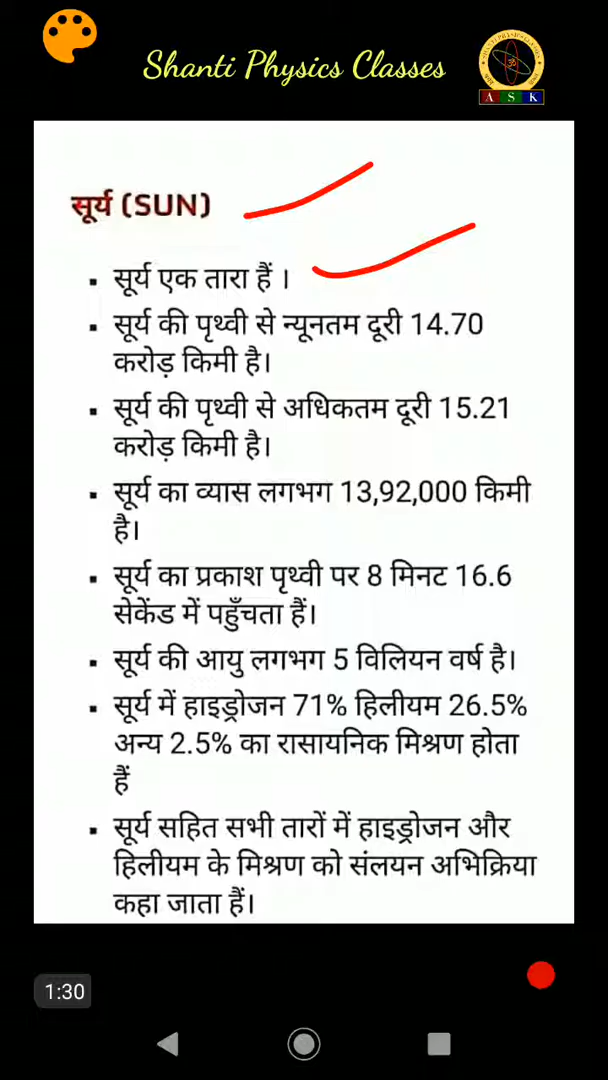 Shanti Physics Classes
A S K
सूर्य (SUN)
▪ सूर्य एक तारा हैं ।
▪ सूर्य की पृथ्वी से न्यूनतम दूरी 14.70
करोड़ किमी है।
▪ सूर्य की पृथ्वी से अधिकतम दूरी 15.21
करोड़ किमी है।
▪ सूर्य का व्यास लगभग 13,92,000 किमी
है।
▪ सूर्य का प्रकाश पृथ्वी पर 8 मिनट 16.6
सेकेंड में पहुँचता हैं।
▪ सूर्य की आयु लगभग 5 विलियन वर्ष है।
▪ सूर्य में हाइड्रोजन 71% हिलीयम 26.5%
अन्य 2.5% का रासायनिक मिश्रण होता
हैं
▪ सूर्य सहित सभी तारों में हाइड्रोजन और
हिलीयम के मिश्रण को संलयन अभिक्रिया
कहा जाता हैं।
1:30